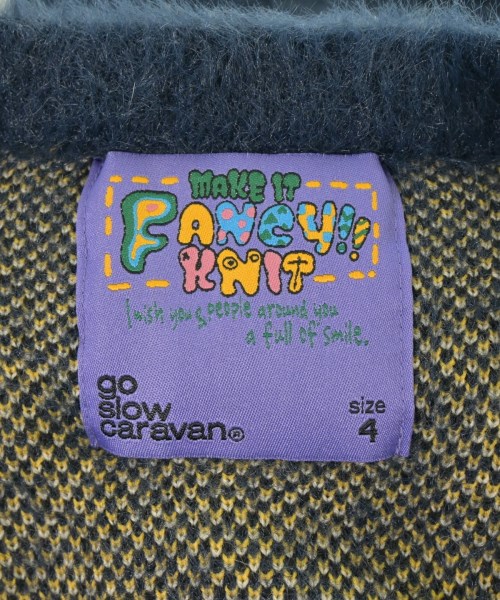 MAKE IT
FANCY!!
KNIT
I wish you & people around you
a full of smile.
go
slow
caravan®
size
4